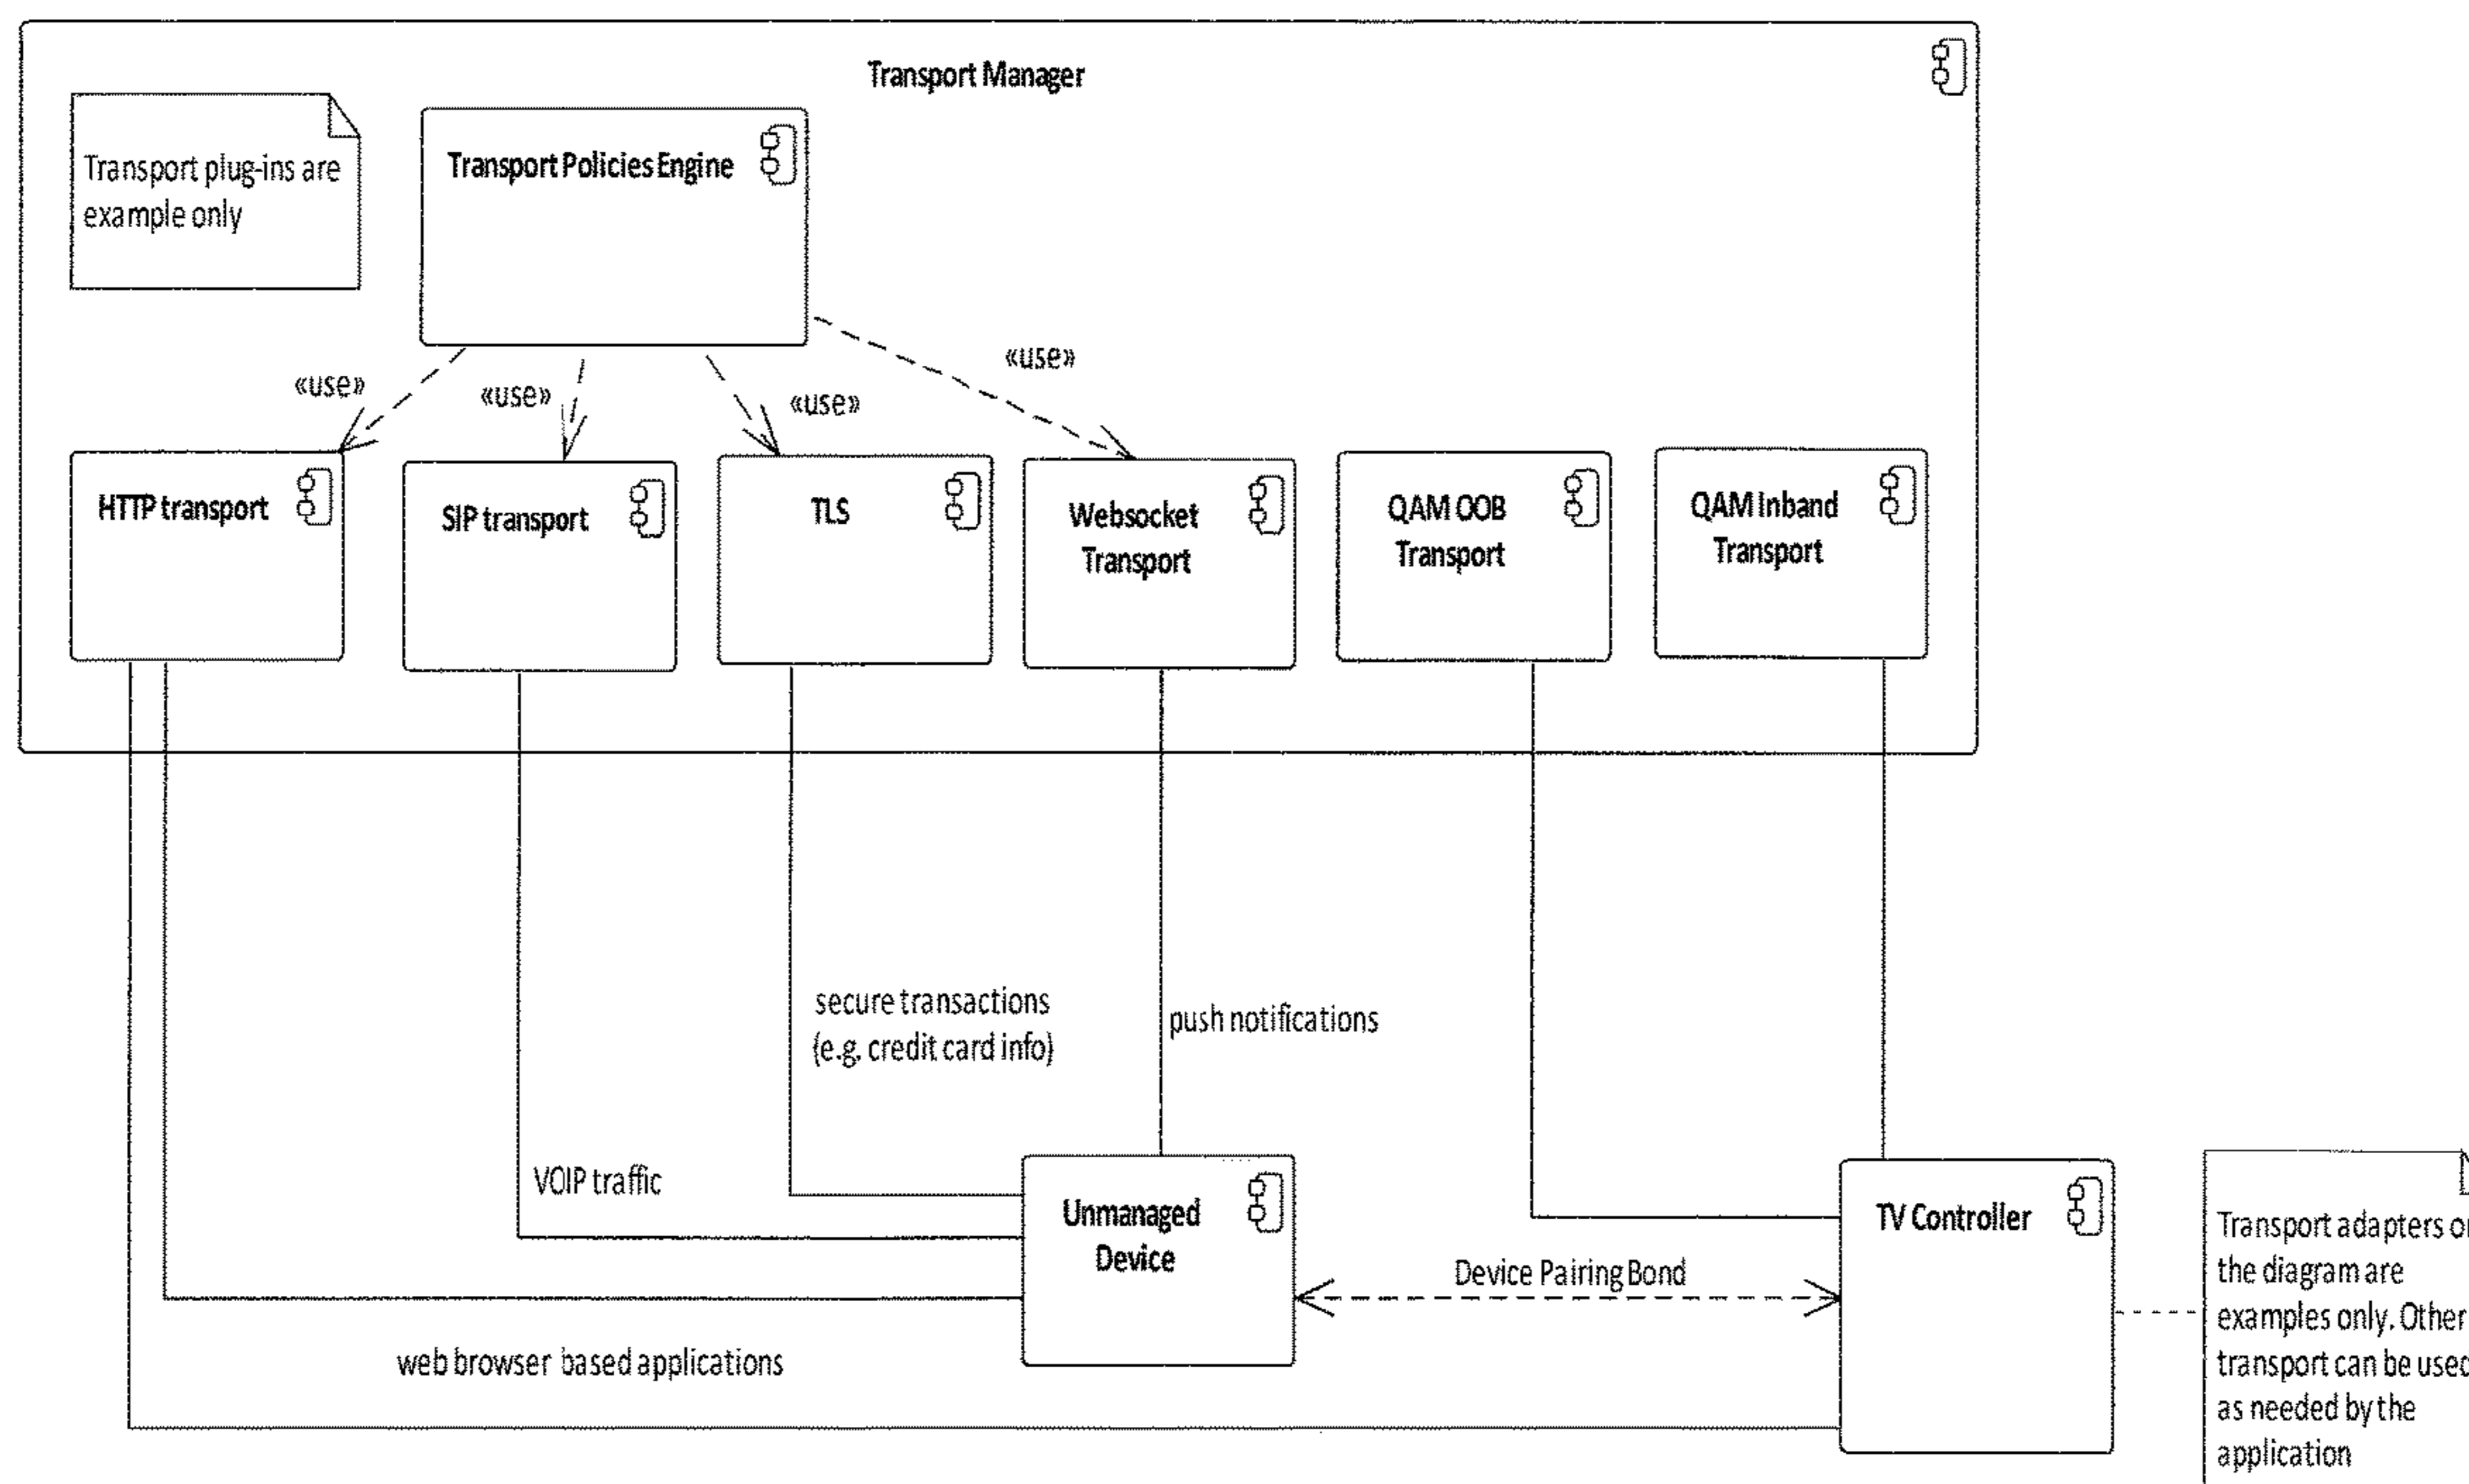 Transport Manager
Transport plug-ins are
example only
Transport Policies Engine
«use»
«use»
«use»
«use»
HTTP transport
SIP transport
TLS
Websocket
Transport
QAM OOB
Transport
QAM Inband
Transport
secure transactions
(e.g. credit card info)
push notifications
VOIP traffic
Unmanaged
Device
TV Controller
Device Pairing Bond
web browser based applications
Transport adapters
the diagram are
examples only. Other
transport can be used
as needed by the
application